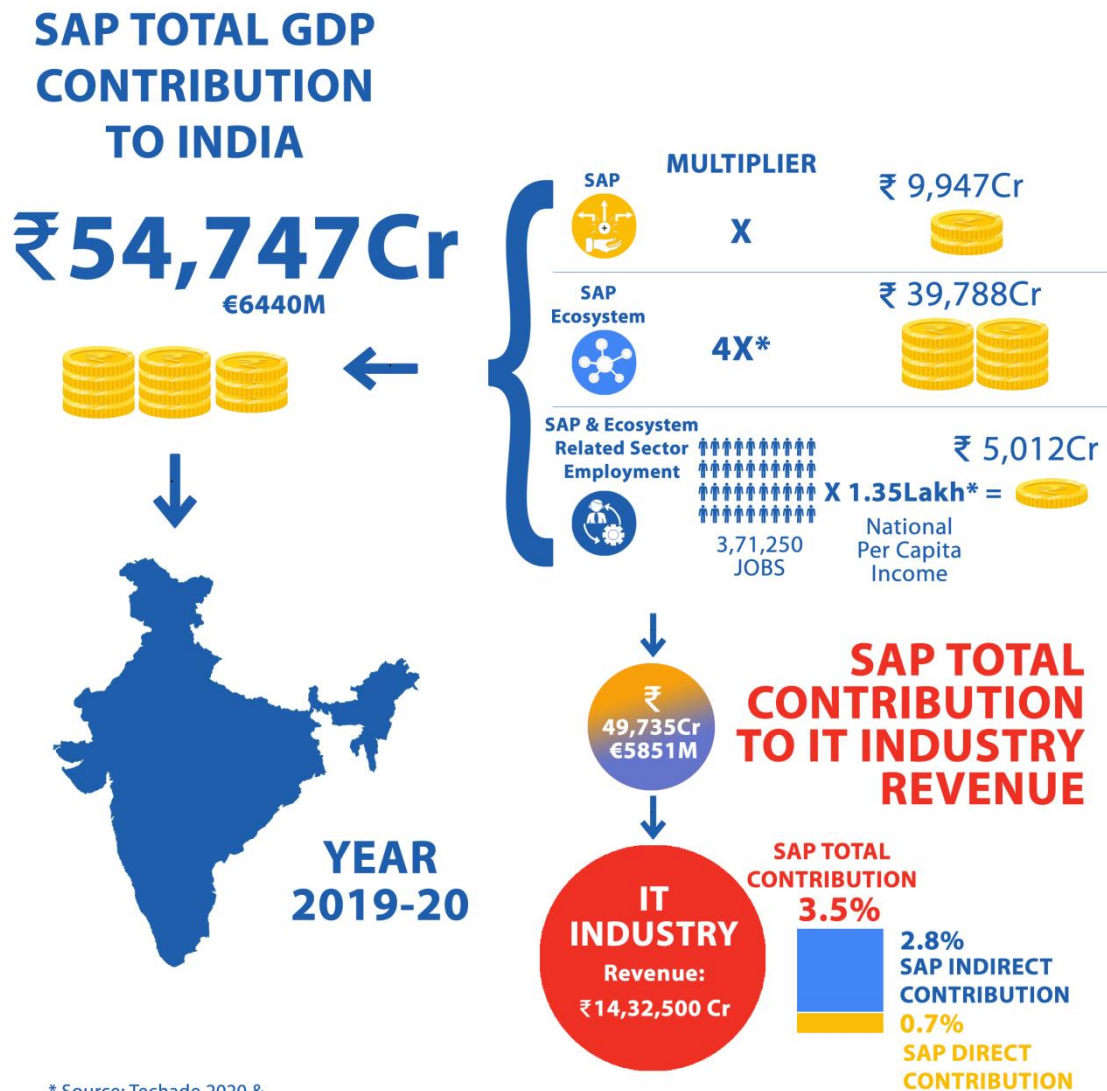 SAP TOTAL GDP
CONTRIBUTION
TO INDIA
₹54,747Cr
€6440M
MULTIPLIER
SAP
X
₹ 9,947Cr
SAP
Ecosystem
4X*
₹ 39,788Cr
SAP & Ecosystem
Related Sector
Employment
3,71,250
JOBS
X 1.35Lakh* =
National
Per Capita
Income
₹ 5,012Cr
YEAR
2019-20
₹
49,735Cr
€5851M
SAP TOTAL
CONTRIBUTION
TO IT INDUSTRY
REVENUE
IT
INDUSTRY
Revenue:
₹14,32,500 Cr
SAP TOTAL
CONTRIBUTION
3.5%
2.8%
SAP INDIRECT
CONTRIBUTION
0.7%
SAP DIRECT
CONTRIBUTION
* Source: Techade 2020 &